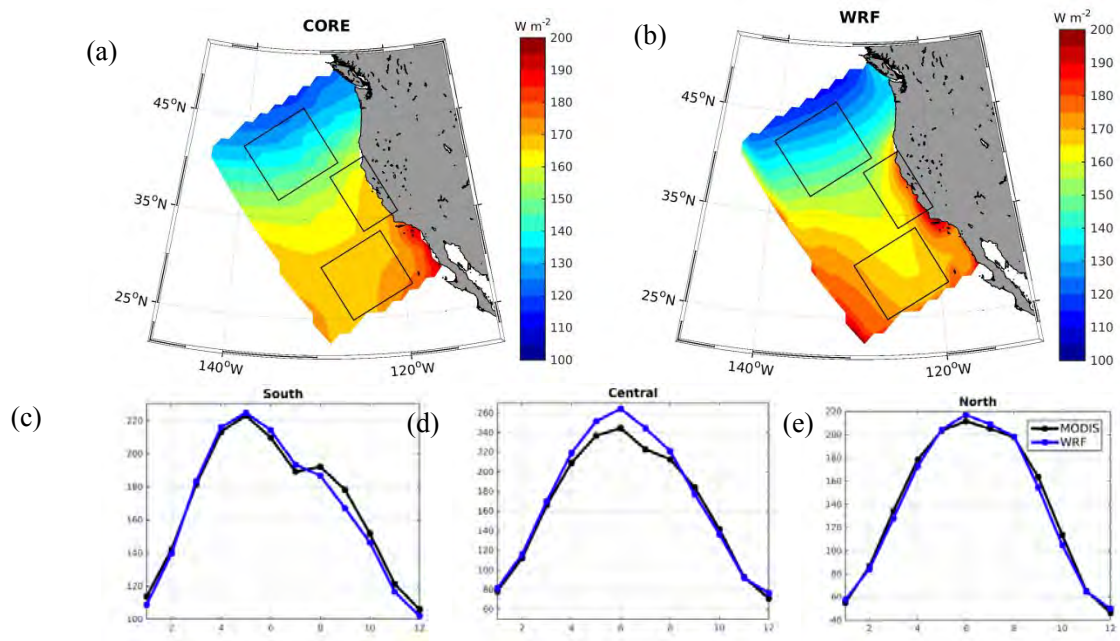 (a)
CORE
W m-2
200
190
180
170
160
150
140
130
120
110
100
45°N
35°N
25°N
140°W
120°W
(b)
WRF
W m-2
200
190
180
170
160
150
140
130
120
110
100
45°N
35°N
25°N
140°W
120°W
(c)
South
220
200
180
160
140
120
100
2
4
6
8
10
12
(d)
Central
260
240
220
200
180
160
140
120
100
80
60
2
4
6
8
10
12
(e)
North
MODIS
WRF
220
200
180
160
140
120
100
80
60
40
2
4
6
8
10
12